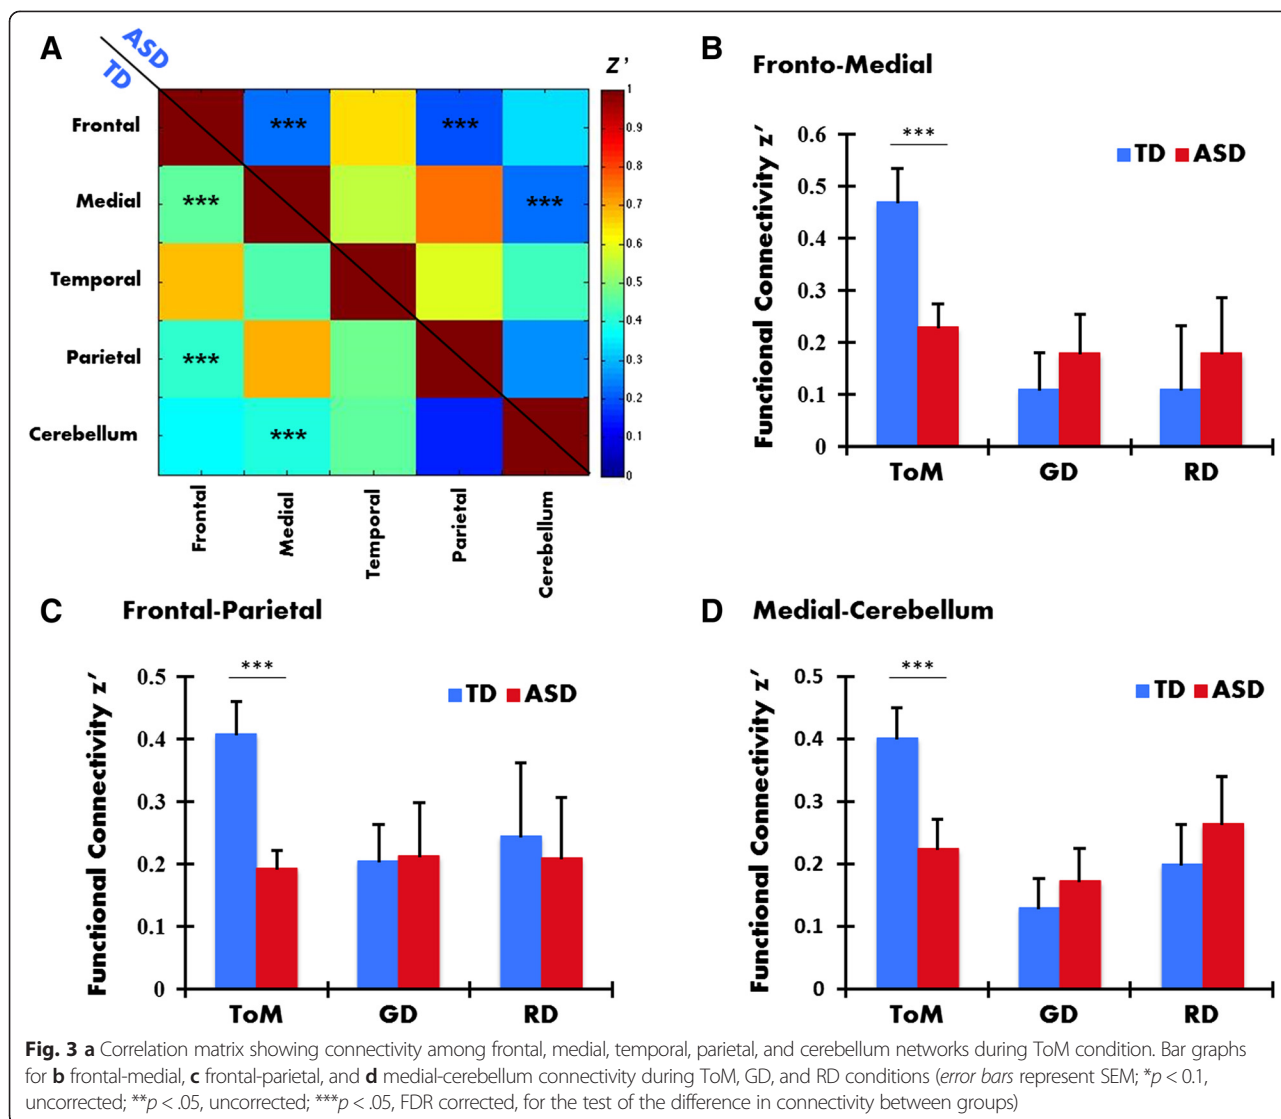 A
ASD
TD
Z’
Frontal
Medial
Temporal
Parietal
Cerebellum
*** ***
*** ***
***
***
Frontal
Medial
Temporal
Parietal
Cerebellum
1
0.9
0.8
0.7
0.6
0.5
0.4
0.3
0.2
0.1
0
B Fronto-Medial
Functional Connectivity z′
0.6
0.5
0.4
0.3
0.2
0.1
0
***
TD ASD
ToM GD RD
C Frontal-Parietal
Functional Connectivity z′
0.5
0.4
0.3
0.2
0.1
0
***
TD ASD
ToM GD RD
D Medial-Cerebellum
Functional Connectivity z′
0.5
0.4
0.3
0.2
0.1
0
***
TD ASD
ToM GD RD
Fig. 3 a Correlation matrix showing connectivity among frontal, medial, temporal, parietal, and cerebellum networks during ToM condition. Bar graphs
for b frontal-medial, c frontal-parietal, and d medial-cerebellum connectivity during ToM, GD, and RD conditions (error bars represent SEM; *p < 0.1,
uncorrected; **p < .05, uncorrected; ***p < .05, FDR corrected, for the test of the difference in connectivity between groups)